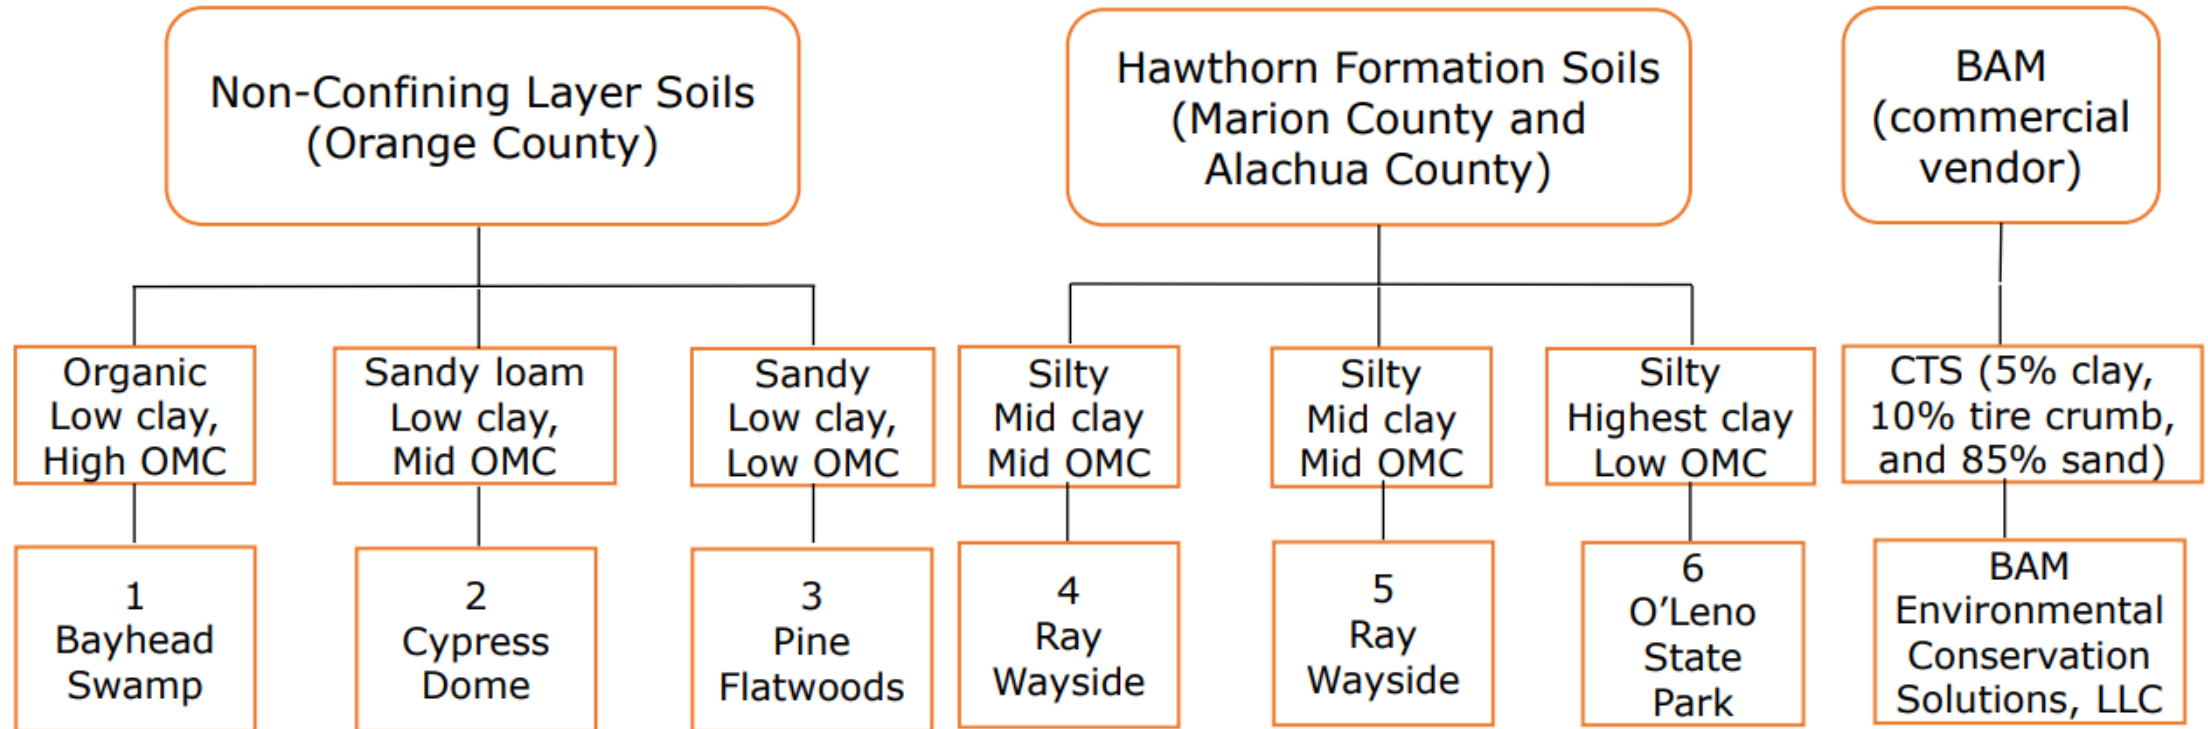 Non-Confining Layer Soils
(Orange County)
Hawthorn Formation Soils
(Marion County and
Alachua County)
BAM
(commercial
vendor)
Organic
Low clay,
High OMC
Sandy loam
Low clay,
Mid OMC
Sandy
Low clay,
Low OMC
Silty
Mid clay
Mid OMC
Silty
Mid clay
Mid OMC
Silty
Highest clay
Low OMC
CTS (5% clay,
10% tire crumb,
and 85% sand)
1
Bayhead
Swamp
2
Cypress
Dome
3
Pine
Flatwoods
4
Ray
Wayside
5
Ray
Wayside
6
O’Leno
State
Park
BAM
Environmental
Conservation
Solutions, LLC